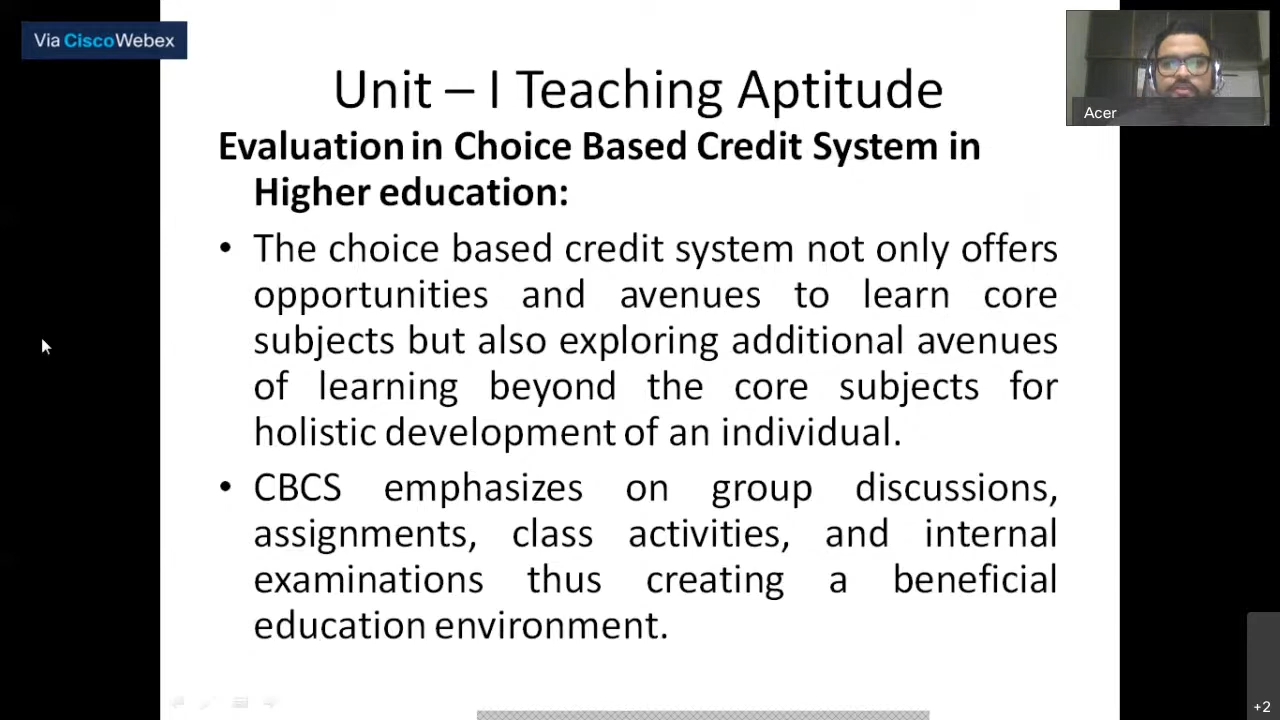 Via CiscoWebex
Acer
Unit – I Teaching Aptitude
Evaluation in Choice Based Credit System in
Higher education:
• The choice based credit system not only offers
opportunities and avenues to learn core
subjects but also exploring additional avenues
of learning beyond the core subjects for
holistic development of an individual.
• CBCS emphasizes on group discussions,
assignments, class activities, and internal
examinations thus creating a beneficial
education environment.
+2